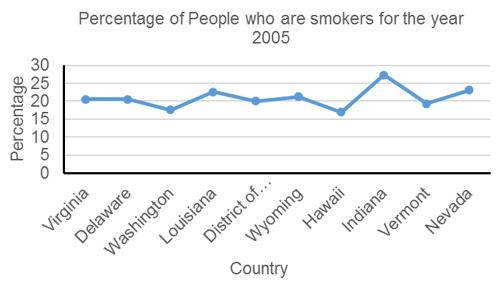 Percentage of People who are smokers for the year
2005
Percentage
30
25
20
15
10
5
0
Virginia
Delaware
Washington
Louisiana
District of…
Wyoming
Hawaii
Indiana
Vermont
Nevada
Country